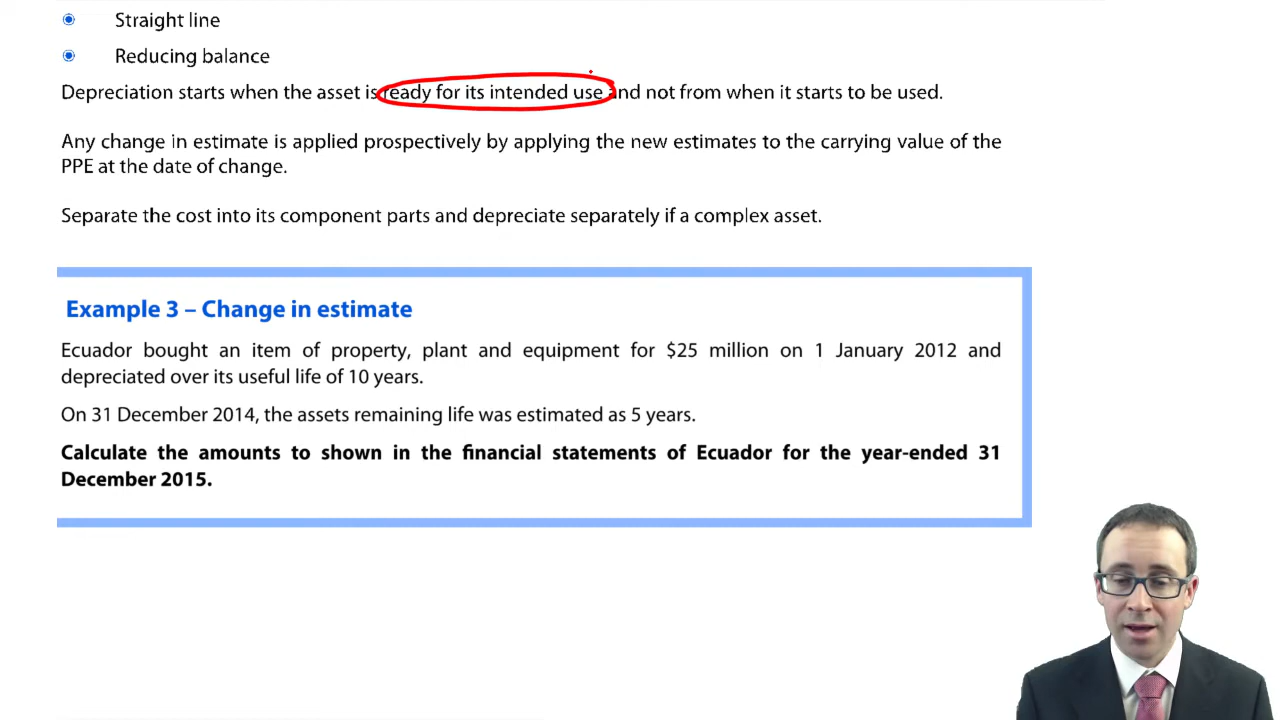 Straight line
Reducing balance
Depreciation starts when the asset is ready for its intended use and not from when it starts to be used.
Any change in estimate is applied prospectively by applying the new estimates to the carrying value of the
PPE at the date of change.
Separate the cost into its component parts and depreciate separately if a complex asset.
Example 3 – Change in estimate
Ecuador bought an item of property, plant and equipment for $25 million on 1 January 2012 and
depreciated over its useful life of 10 years.
On 31 December 2014, the assets remaining life was estimated as 5 years.
Calculate the amounts to shown in the financial statements of Ecuador for the year-ended 31
December 2015.